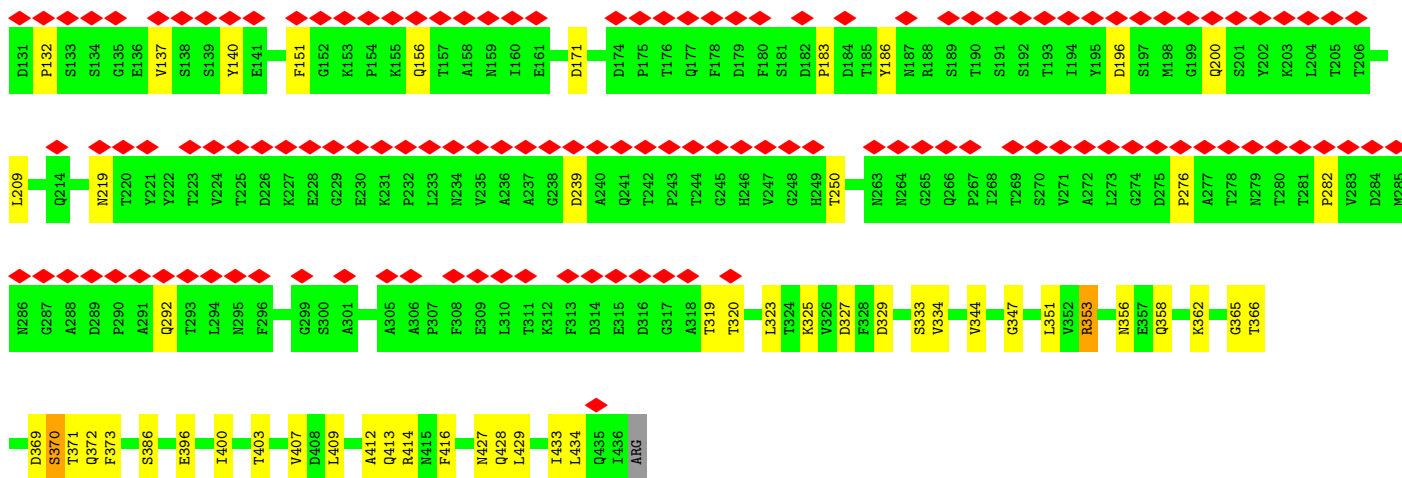 D131 P132 S133 S134 G135 E136 V137 S138 S139 Y140 E141 F151 G152 K153 P154 K155 Q156 T157 A158 N159 I160 E161 D171 D174 P175 T176 Q177 F178 D179 F180 S181 D182 P183 D184 T185 Y186 N187 R188 S189 T190 S191 S192 T193 I194 Y195 D196 S197 M198 G199 Q200 S201 Y202 K203 L204 T205 T206
L209 Q214 N219 T220 Y221 Y222 T223 V224 T225 D226 K227 E228 G229 E230 K231 P232 L233 N234 V235 A236 A237 G238 D239 A240 Q241 T242 P243 T244 G245 H246 V247 G248 H249 T250 N263 N264 G265 Q266 P267 I268 T269 S270 V271 A272 L273 G274 D275 P276 A277 T278 N279 T280 T281 P282 V283 D284 M285
N286 G287 A288 D289 P290 A291 Q292 T293 L294 N295 P296 G299 S300 A301 A305 A306 P307 F308 E309 L310 T311 K312 F313 D314 E315 D316 G317 A318 T319 T320 L323 T324 K325 V326 D327 F328 D329 S333 V334 V344 G347 L351 V352 R353 N356 E357 Q358 K362 G365 T366
D369 S370 T371 Q372 F373 S386 E396 I400 T403 V407 D408 L409 A412 Q413 R414 N415 F416 N427 Q428 L429 I433 L434 Q435 I436 ARG